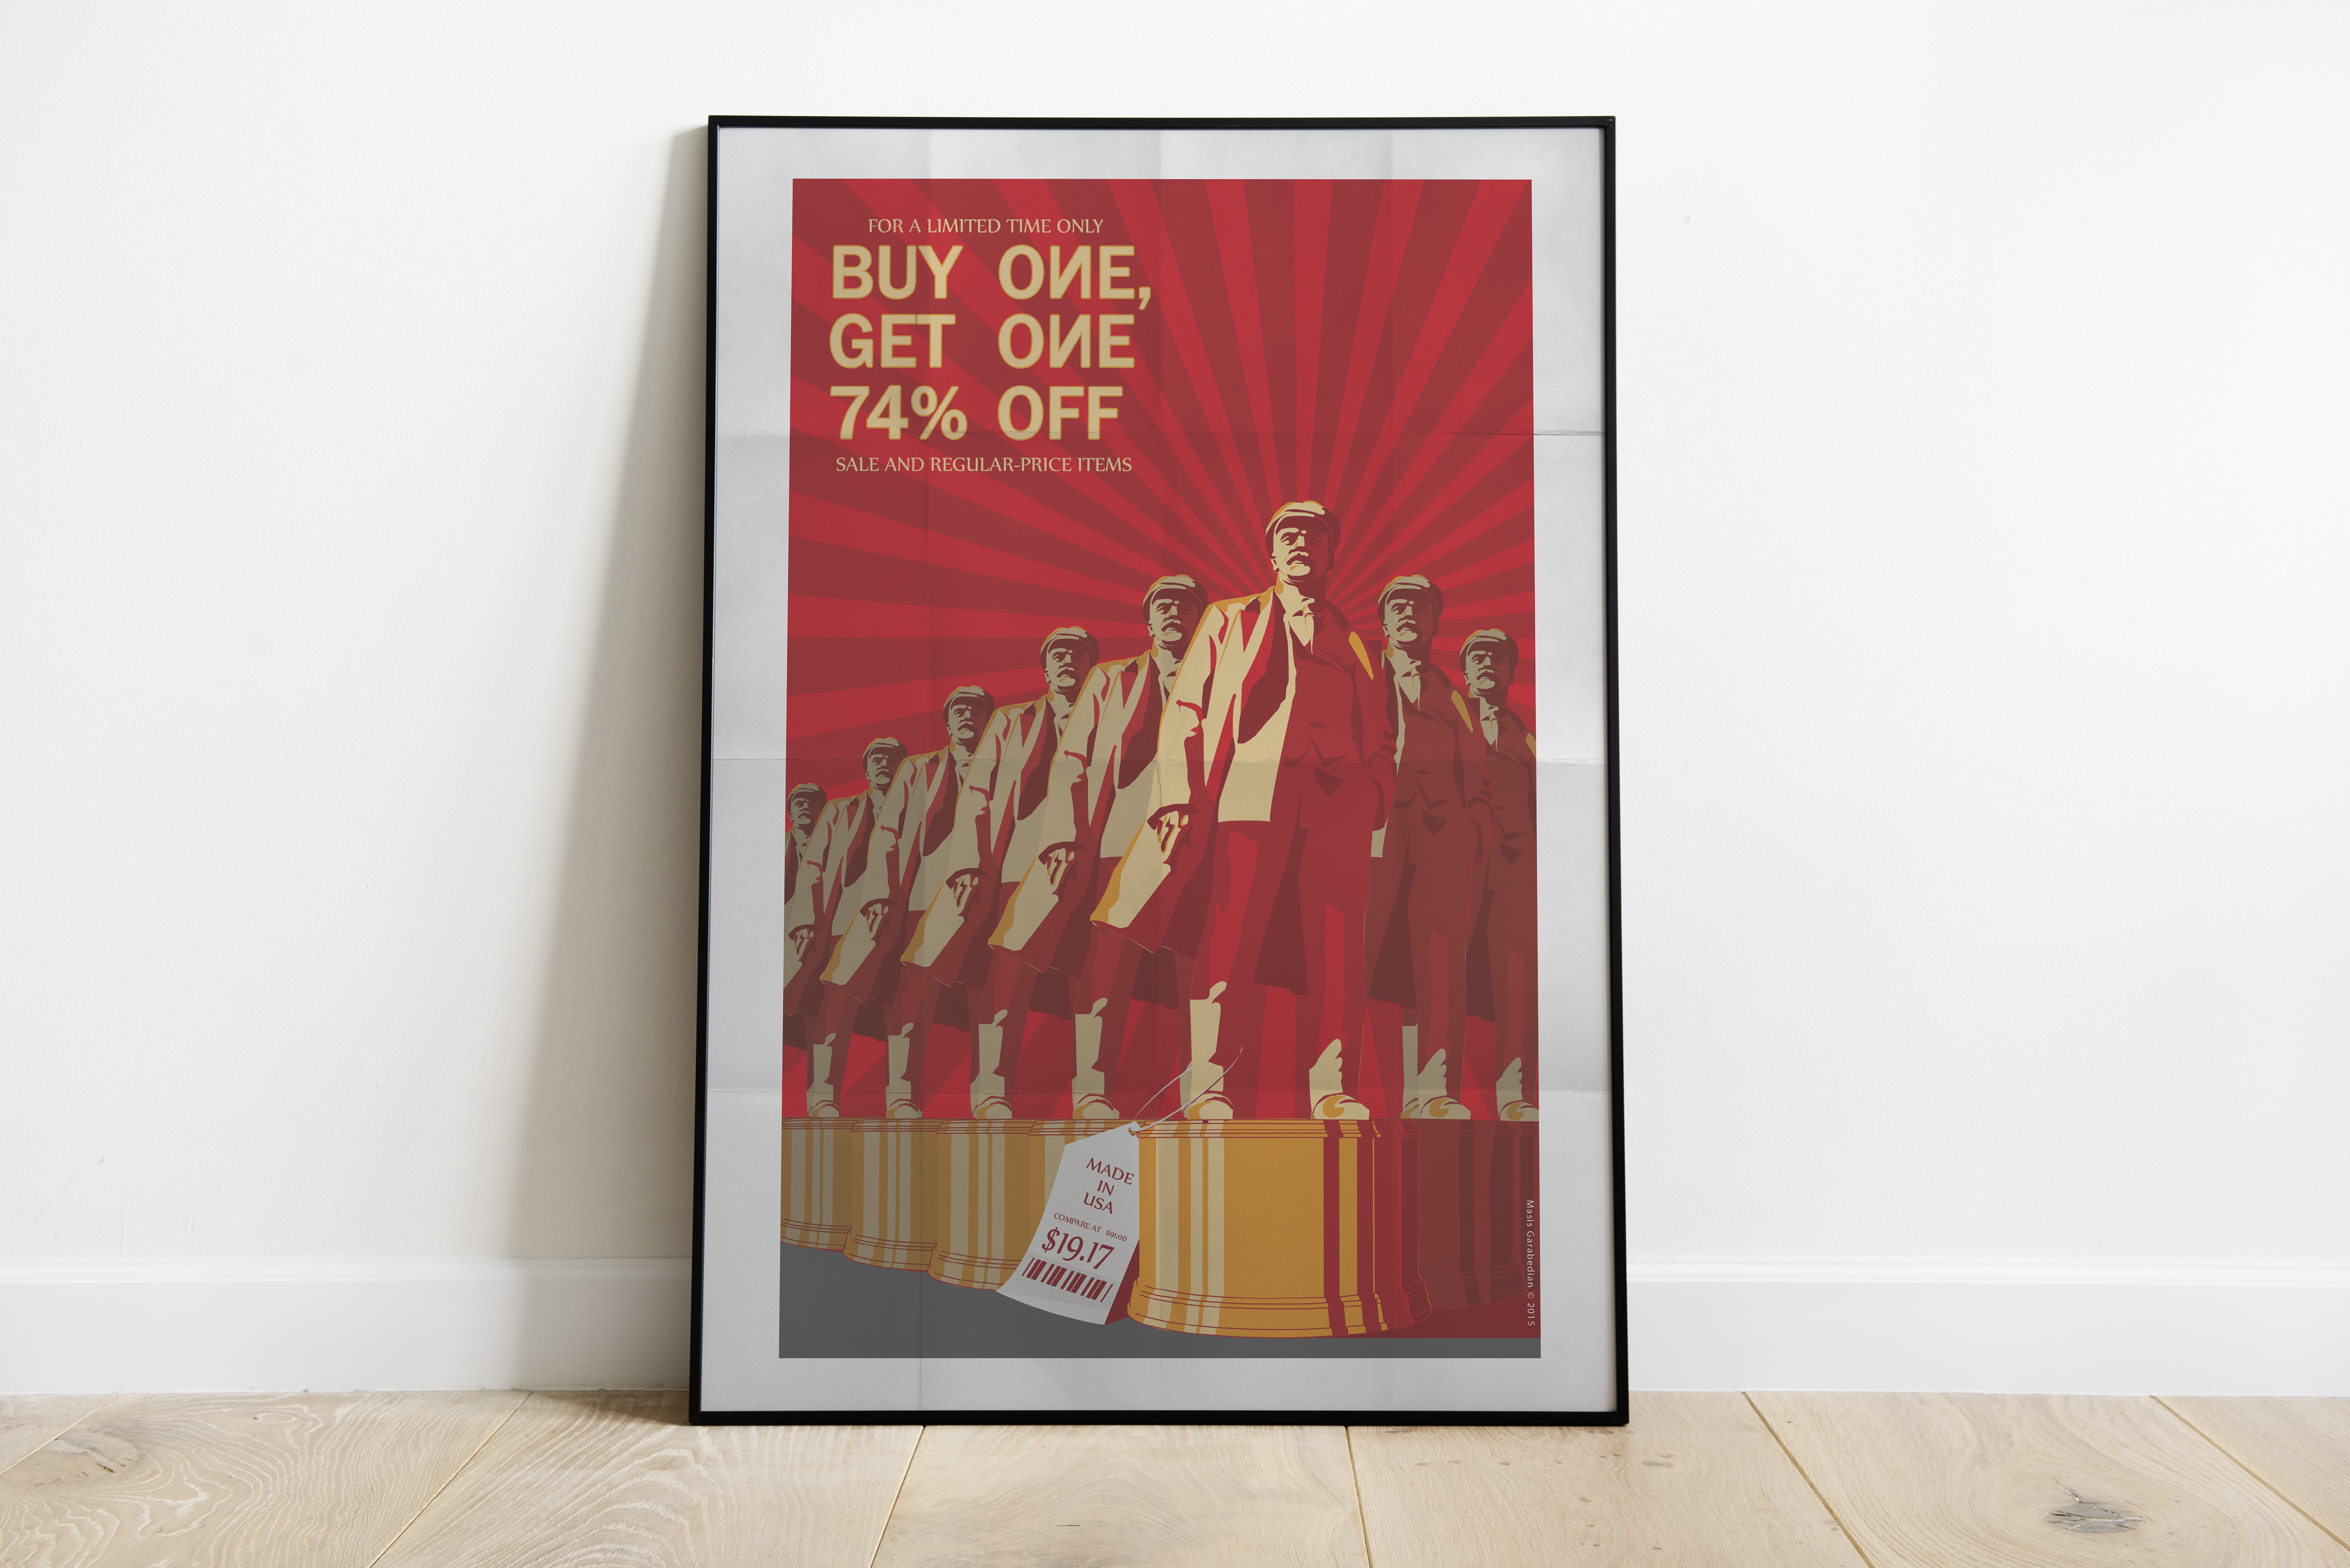 FOR A LIMITED TIME ONLY
BUY OИE,
GET OИE
74% OFF
SALE AND REGULAR-PRICE ITEMS
MADE
IN
USA
COMPARE AT $91.00
$19.17
Masis Garabedian © 2015